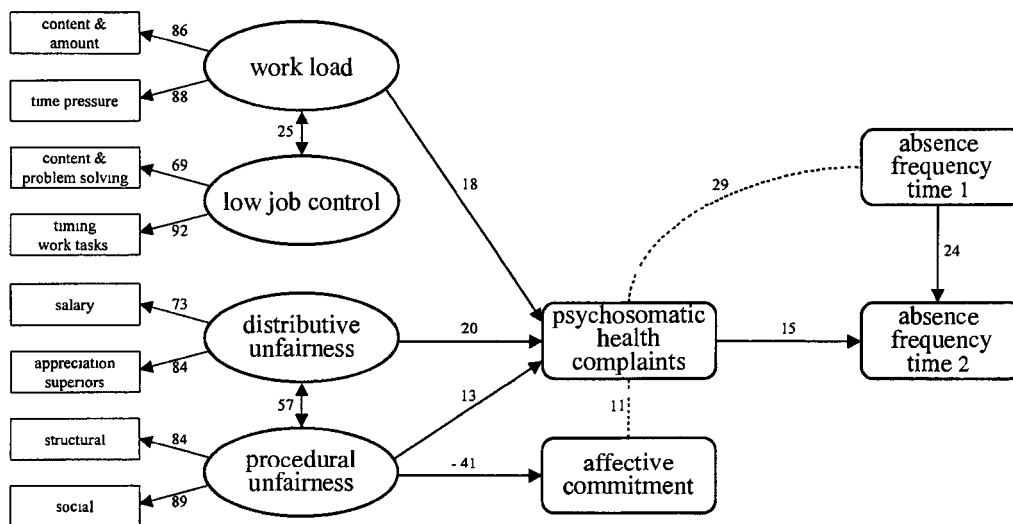 content &
amount
86
work load
time pressure
88
25
content &
problem solving
69
low job control
timing
work tasks
92
18
29
absence
frequency
time 1
24
salary
73
distributive
unfairness
appreciation
superiors
84
20
psychosomatic
health
complaints
15
absence
frequency
time 2
57
13
11
structural
84
procedural
unfairness
social
89
- 41
affective
commitment